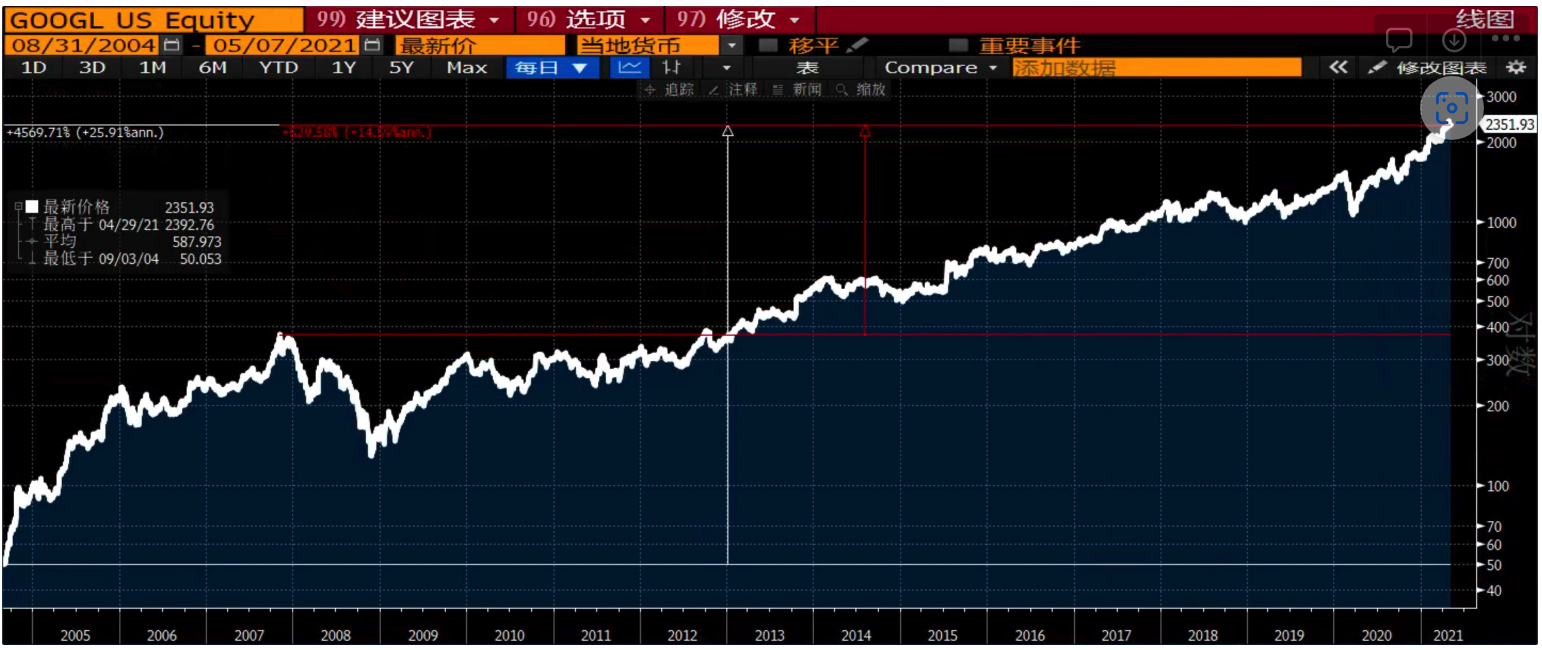 GOOGL US Equity 99) 建议图表 96) 选项 97) 修改 线图
08/31/2004 - 05/07/2021 最新价 当地货币 移平 重要事件
1D 3D 1M 6M YTD 1Y 5Y Max 每日 表 Compare 添加数据 « 修改图表
追踪 注释 新闻 缩放
3000
+4569.71% (+25.91%ann.) +529.58% (+14.59%ann.) 2351.93
2000
最新价格 2351.93
最高于 04/29/21 2392.76
平均 587.973
最低于 09/03/04 50.053
1000
700
600
500
400
300
200
100
70
60
50
40
对数
2005 2006 2007 2008 2009 2010 2011 2012 2013 2014 2015 2016 2017 2018 2019 2020 2021